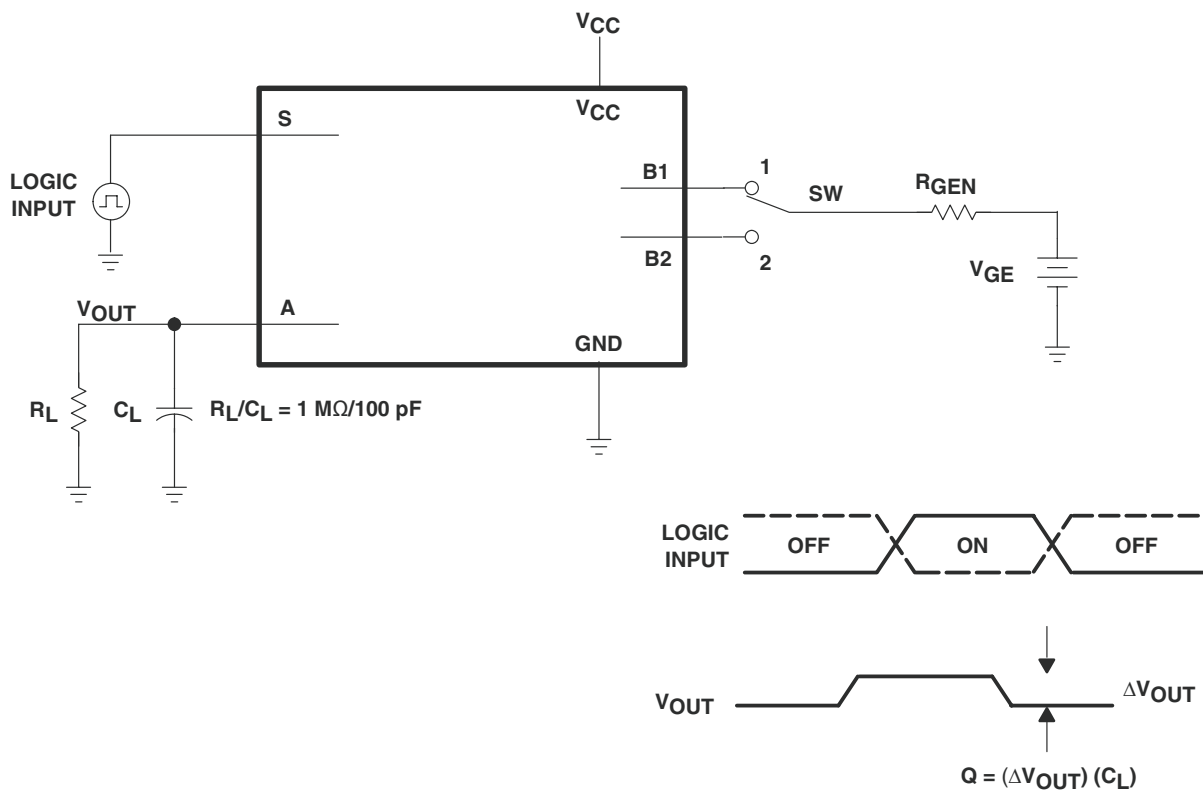 VCC
VCC
S
LOGIC
INPUT
B1
1
SW
RGEN
B2
2
VGE
VOUT
A
GND
RL
CL
RL/CL = 1 MΩ/100 pF
LOGIC
INPUT
OFF
ON
OFF
VOUT
ΔVOUT
Q = (ΔVOUT) (CL)